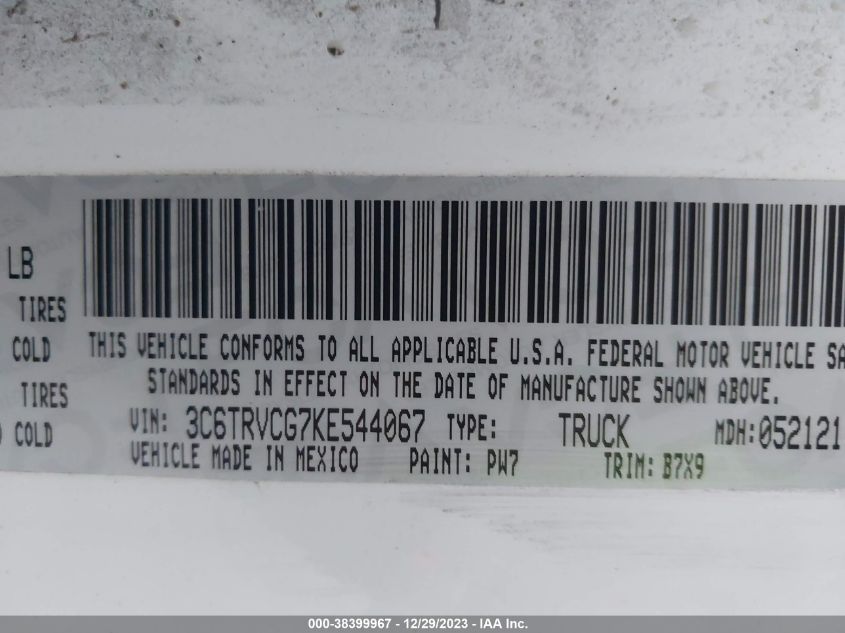 LB
TIRES
COLD
THIS VEHICLE CONFORMS TO ALL APPLICABLE U.S.A. FEDERAL MOTOR VEHICLE SA
STANDARDS IN EFFECT ON THE DATE OF MANUFACTURE SHOWN ABOVE.
TIRES
COLD
VIN: 3C6TRVCG7KE544067 TYPE: TRUCK MDH:052121
VEHICLE MADE IN MEXICO PAINT: PW7 TRIM: B7X9
000-38399967 - 12/29/2023 - IAA Inc.